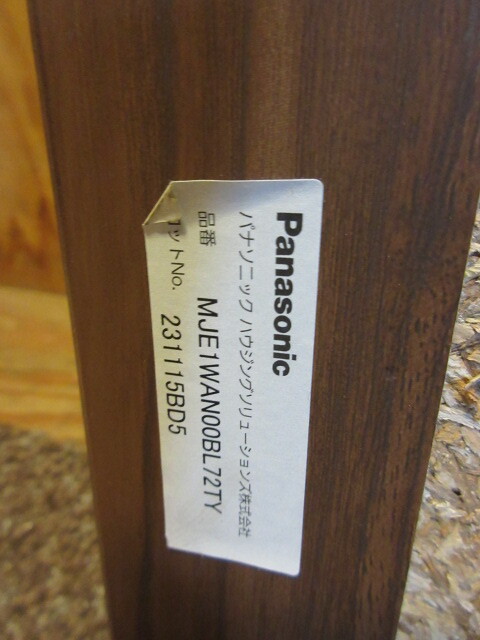 Panasonic
パナソニック ハウジングソリューションズ株式会社
品番 MJE1WAN00BL72TY
ロットNo. 231115BD5